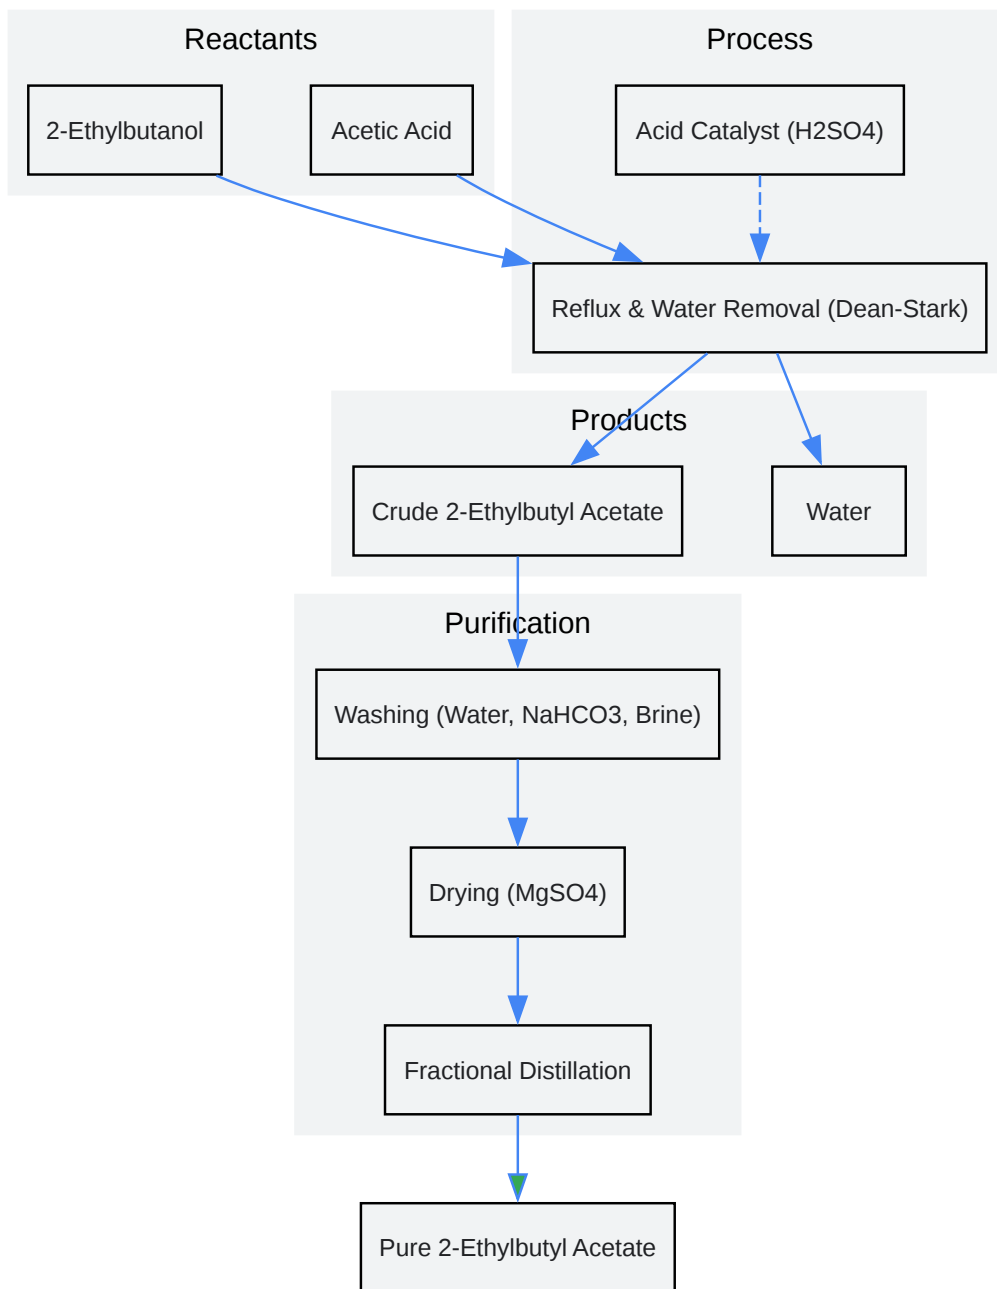 Reactants
Process
2-Ethylbutanol
Acetic Acid
Acid Catalyst (H2SO4)
Reflux & Water Removal (Dean-Stark)
Products
Crude 2-Ethylbutyl Acetate
Water
Purification
Washing (Water, NaHCO3, Brine)
Drying (MgSO4)
Fractional Distillation
Pure 2-Ethylbutyl Acetate